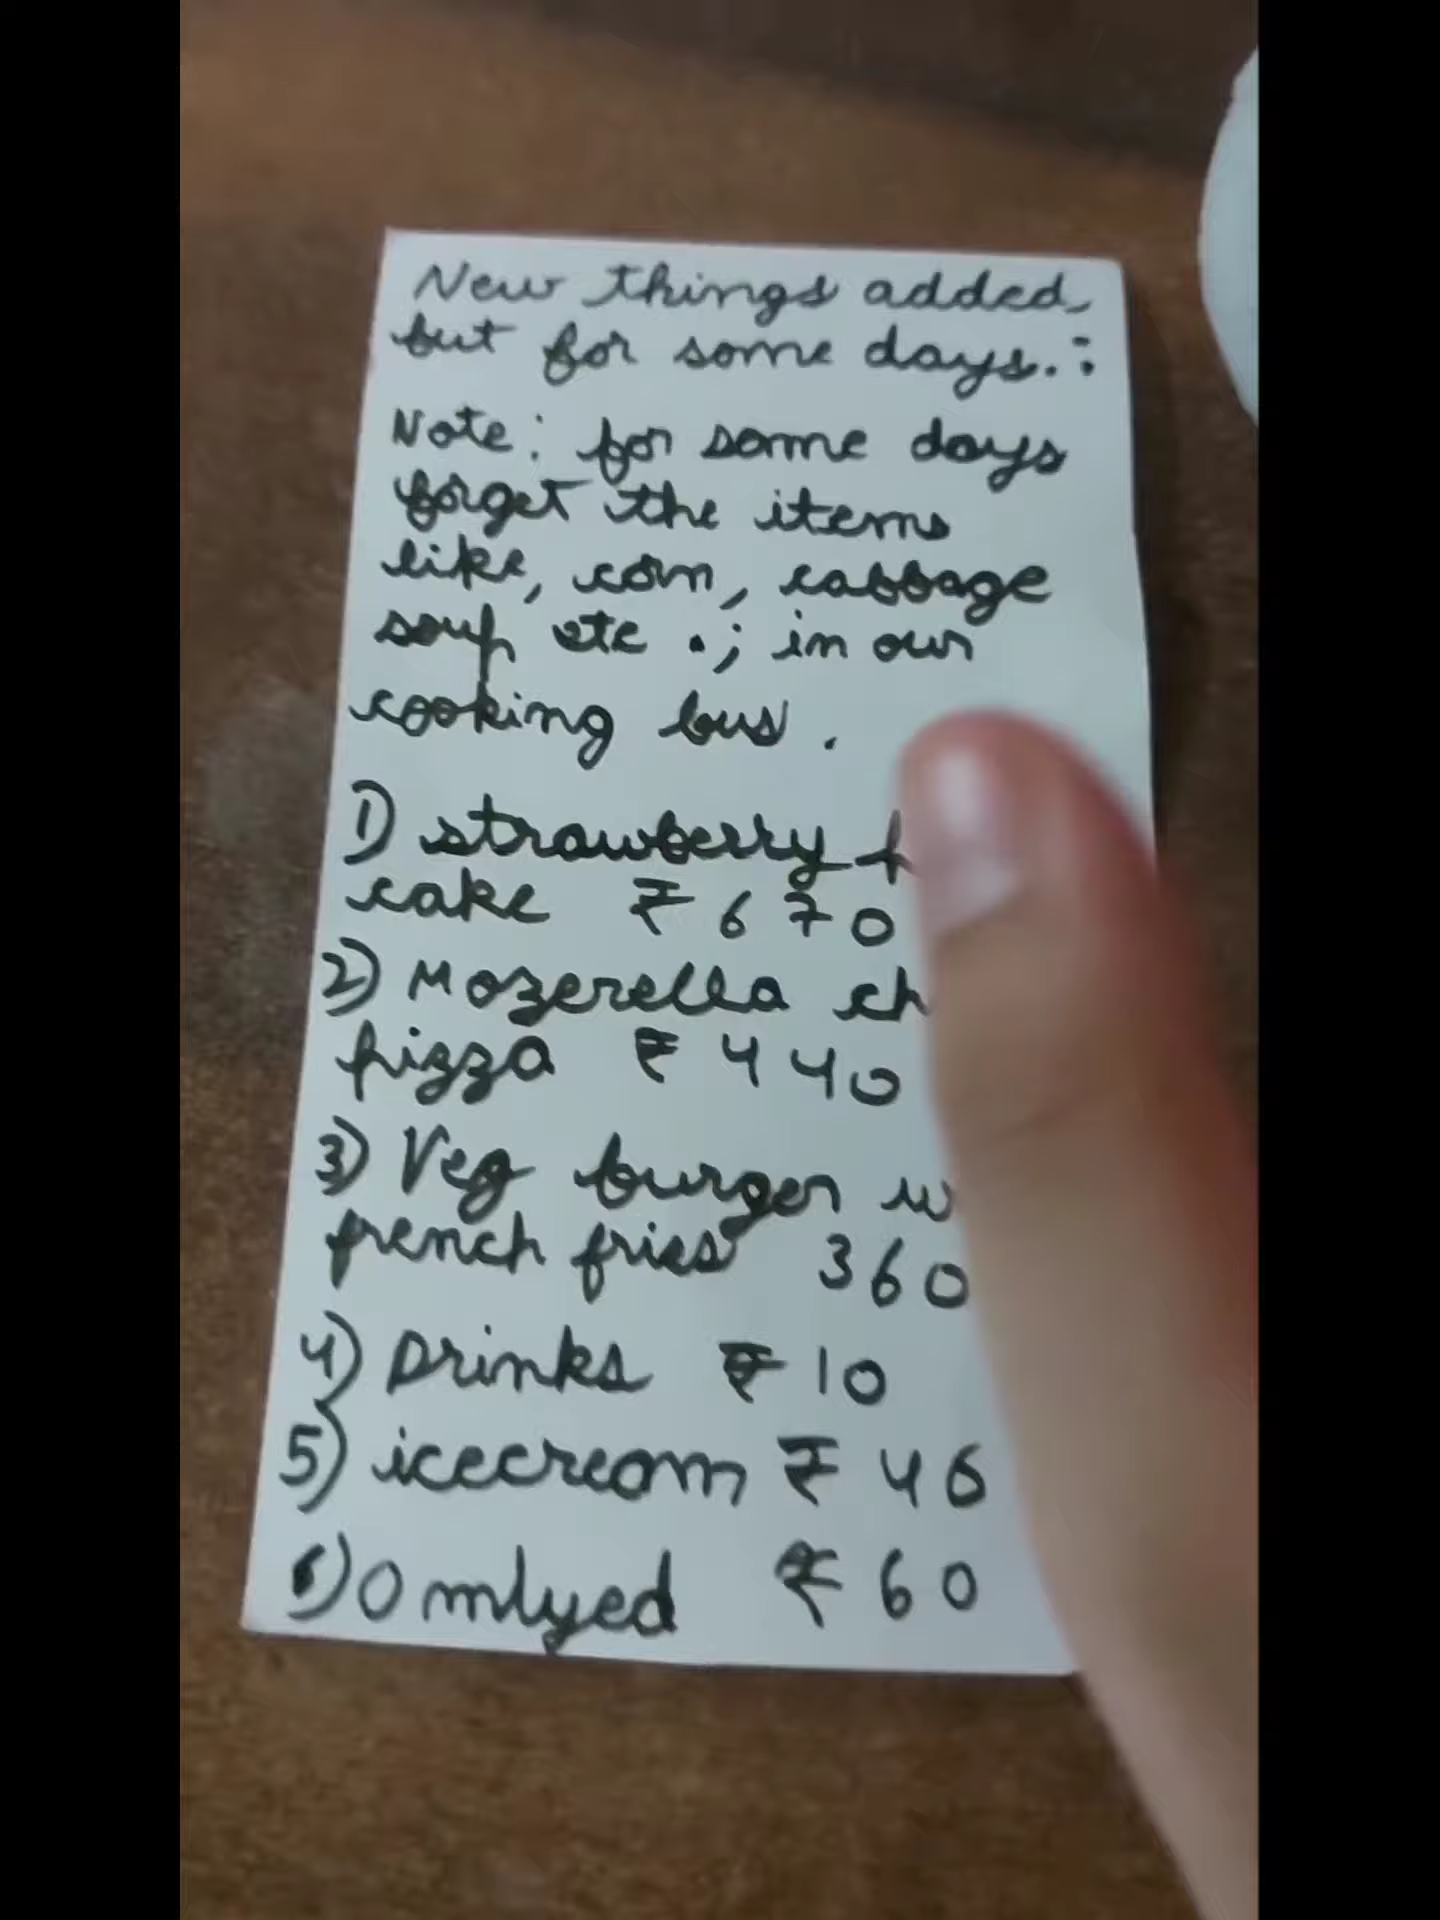 New things added,
but for some days.:
Note: for some days
forget the items
like, corn, cabbage
soup etc .; in our
cooking bus.
1) strawberry
cake ₹ 670
2) Mozerella
pizza ₹ 440
3) Veg burger
french fries 360
4) Drinks ₹ 10
5) icecream ₹ 46
6) Omlyed ₹ 60